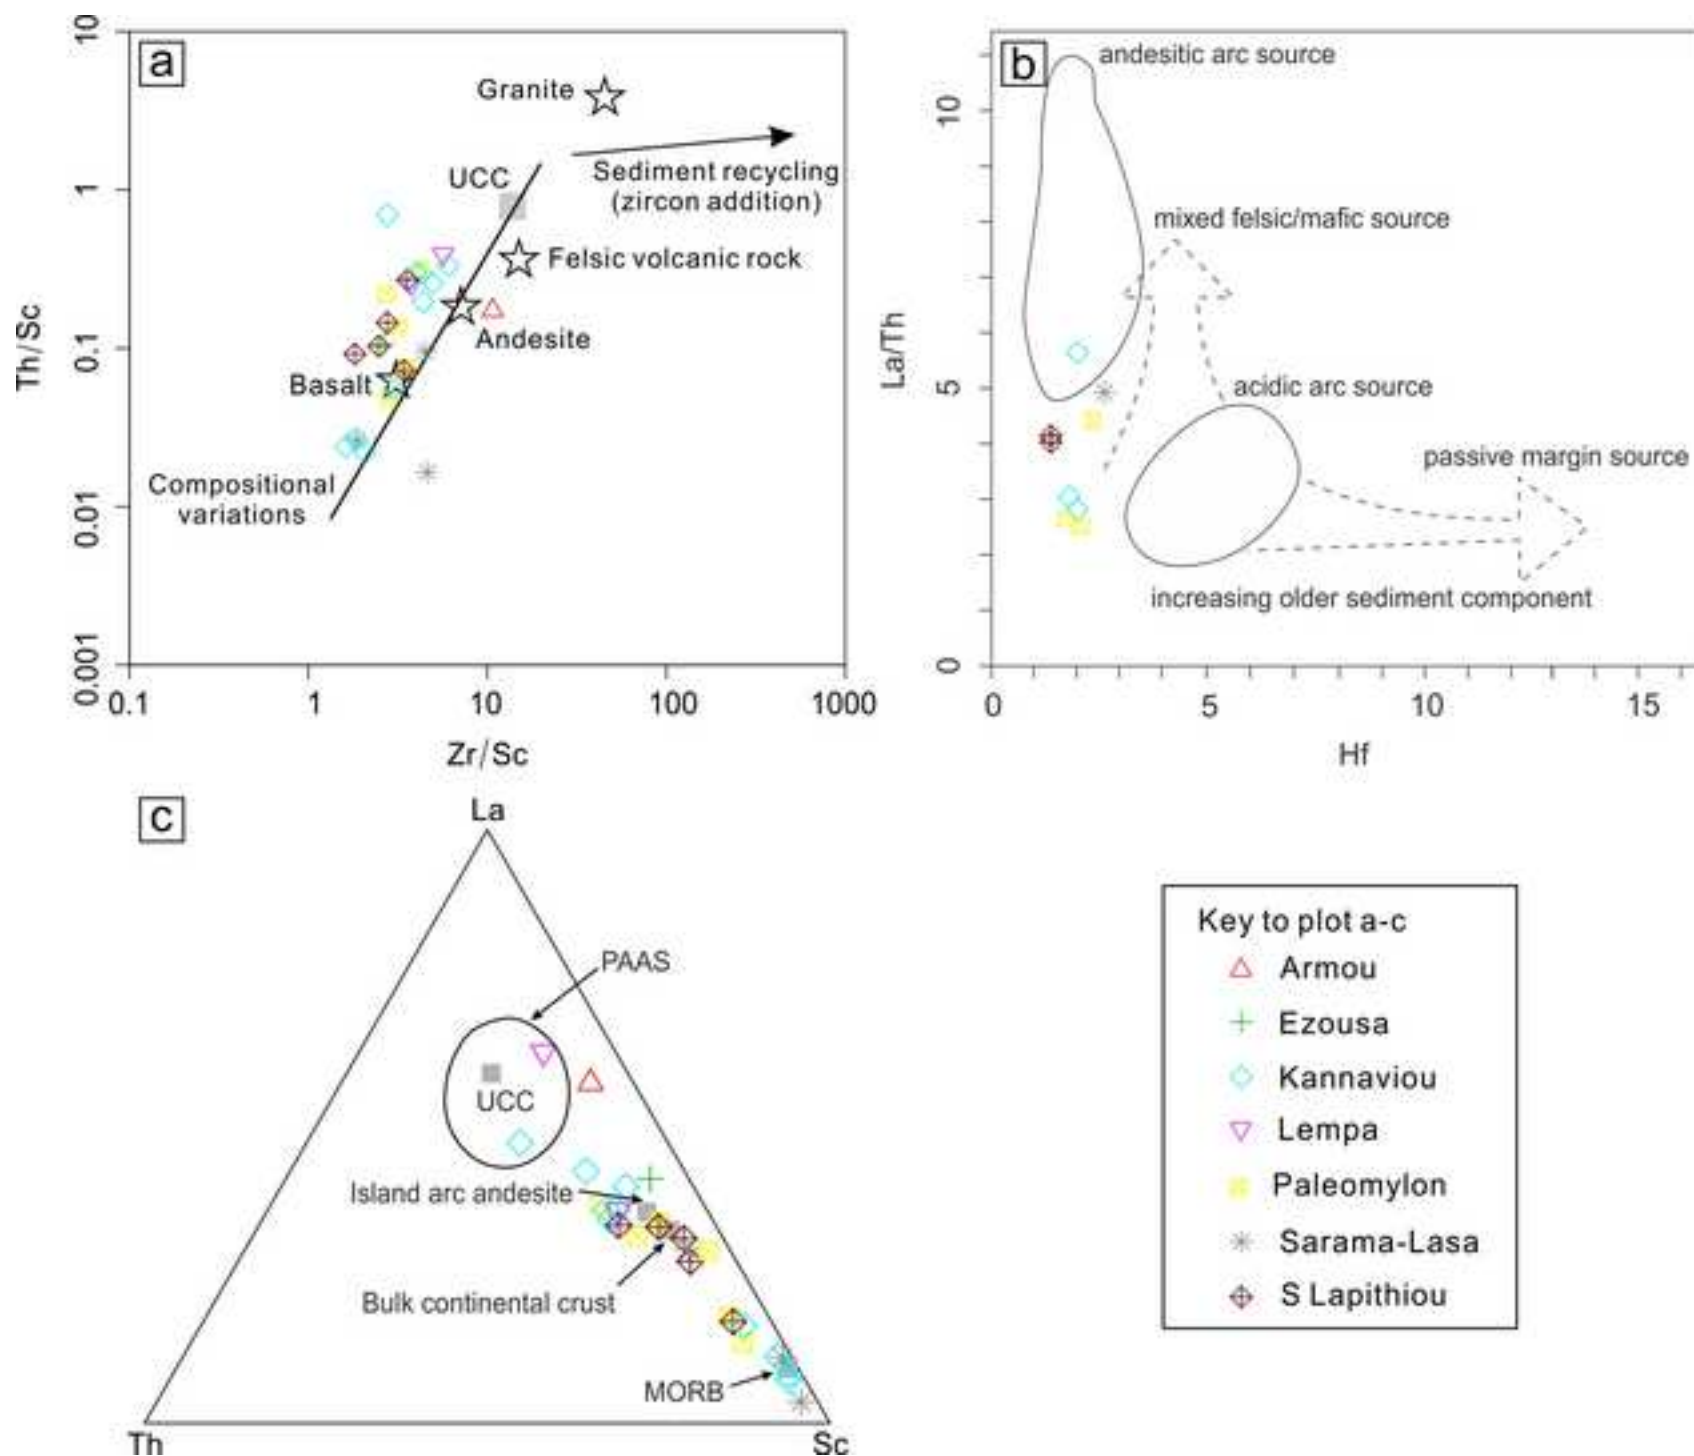 a
Granite
UCC
Sediment recycling
(zircon addition)
Felsic volcanic rock
Andesite
Basalt
Compositional
variations
10
1
0.1
0.01
0.001
Th/Sc
0.1
1
10
100
1000
Zr/Sc
b
andesitic arc source
mixed felsic/mafic source
acidic arc source
passive margin source
increasing older sediment component
10
5
0
La/Th
0
5
10
15
Hf
c
La
PAAS
UCC
Island arc andesite
Bulk continental crust
MORB
Th
Sc
Key to plot a-c
Armou
Ezousa
Kannaviou
Lempa
Paleomylon
Sarama-Lasa
S Lapithiou